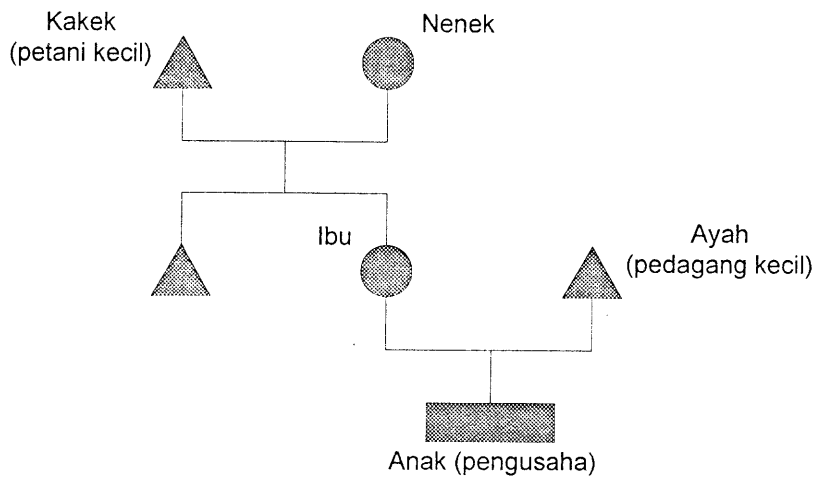 Kakek
(petani kecil)
Nenek
Ibu
Ayah
(pedagang kecil)
Anak (pengusaha)